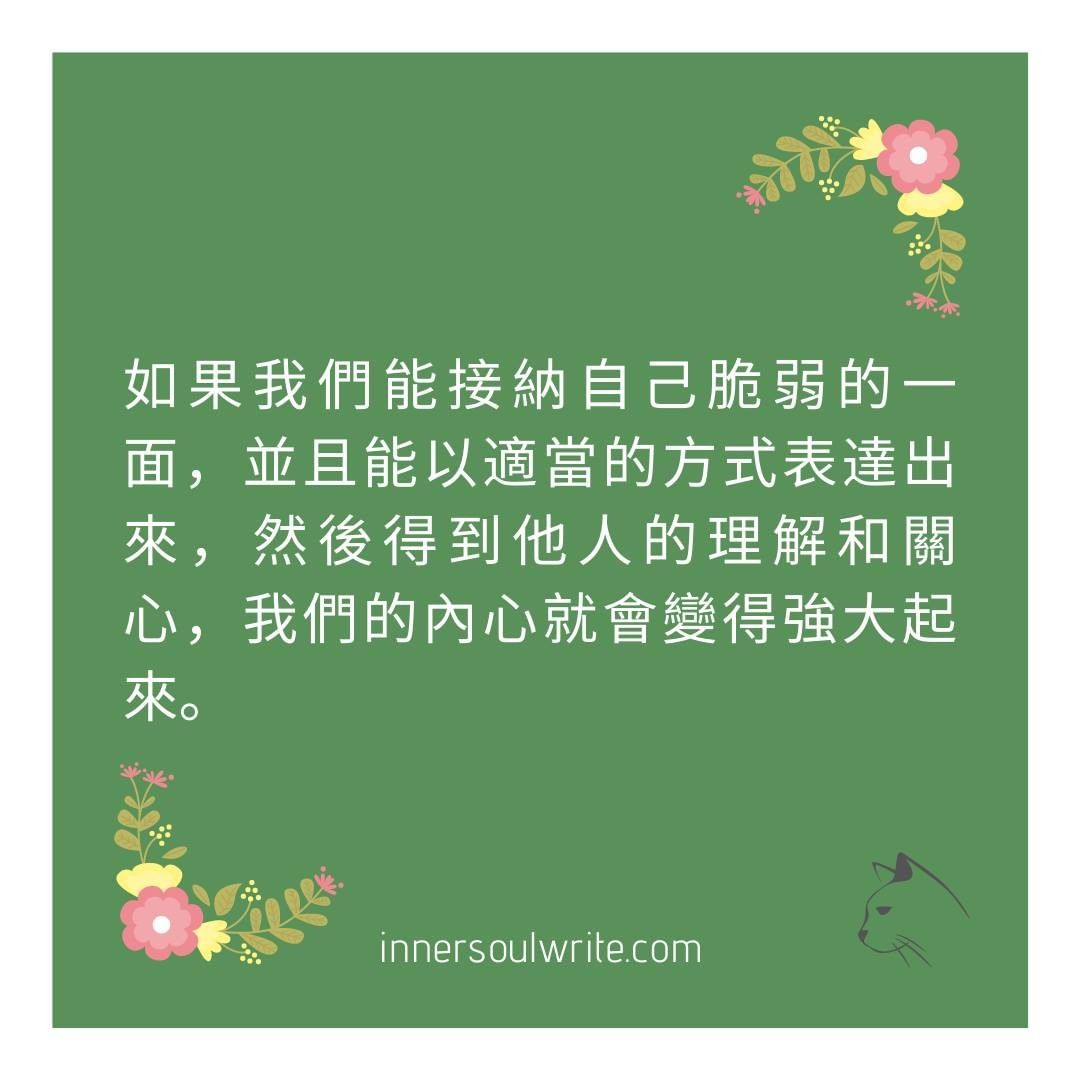 如果我們能接納自己脆弱的一
面，並且能以適當的方式表達出
來，然後得到他人的理解和關
心，我們的內心就會變得強大起
來。
innersoulwrite.com